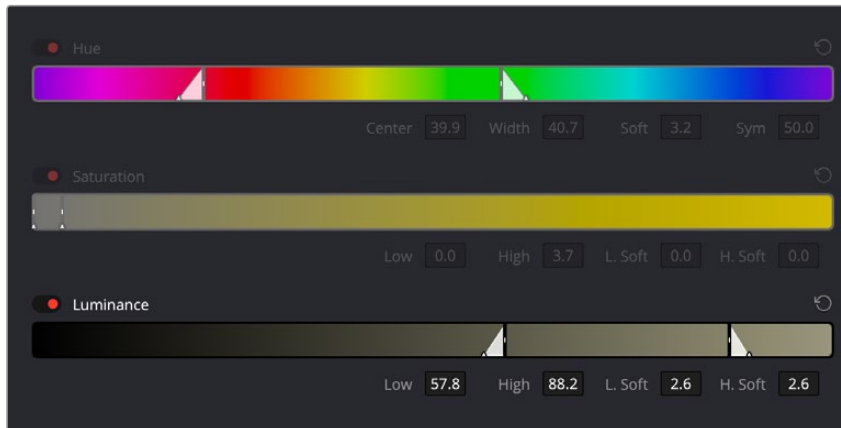 Hue
Center 39.9 Width 40.7 Soft 3.2 Sym 50.0
Saturation
Low 0.0 High 3.7 L. Soft 0.0 H. Soft 0.0
Luminance
Low 57.8 High 88.2 L. Soft 2.6 H. Soft 2.6